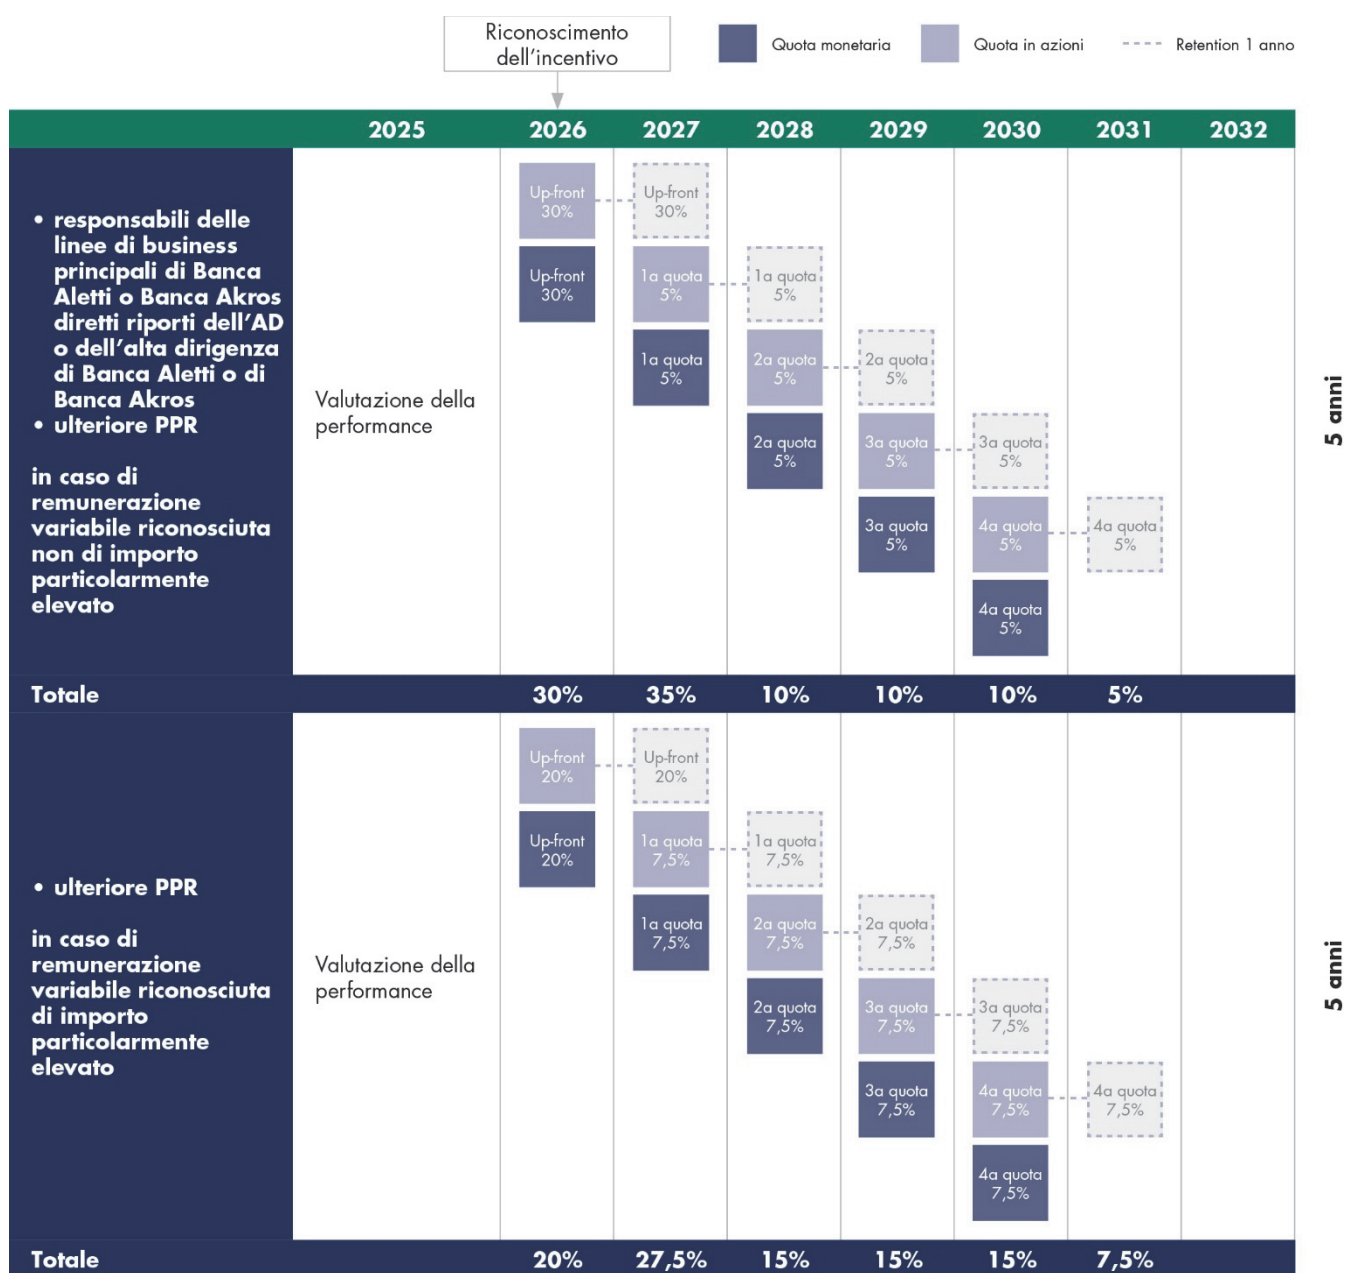 Riconoscimento
dell'incentivo
Quota monetaria
Quota in azioni
Retention 1 anno
2025 2026 2027 2028 2029 2030 2031 2032
• responsabili delle
linee di business
principali di Banca
Aletti o Banca Akros
diretti riporti dell'AD
o dell'alta dirigenza
di Banca Aletti o di
Banca Akros
• ulteriore PPR
in caso di
remunerazione
variabile riconosciuta
non di importo
particolarmente
elevato
Valutazione della
performance
Up-front
30%
Up-front
30%
Up-front
30%
1a quota
5%
1a quota
5%
1a quota
5%
2a quota
5%
2a quota
5%
2a quota
5%
3a quota
5%
3a quota
5%
3a quota
5%
4a quota
5%
4a quota
5%
4a quota
5%
5 anni
Totale 30% 35% 10% 10% 10% 5%
• ulteriore PPR
in caso di
remunerazione
variabile riconosciuta
di importo
particolarmente
elevato
Valutazione della
performance
Up-front
20%
Up-front
20%
Up-front
20%
1a quota
7,5%
1a quota
7,5%
1a quota
7,5%
2a quota
7,5%
2a quota
7,5%
2a quota
7,5%
3a quota
7,5%
3a quota
7,5%
3a quota
7,5%
4a quota
7,5%
4a quota
7,5%
4a quota
7,5%
5 anni
Totale 20% 27,5% 15% 15% 15% 7,5%